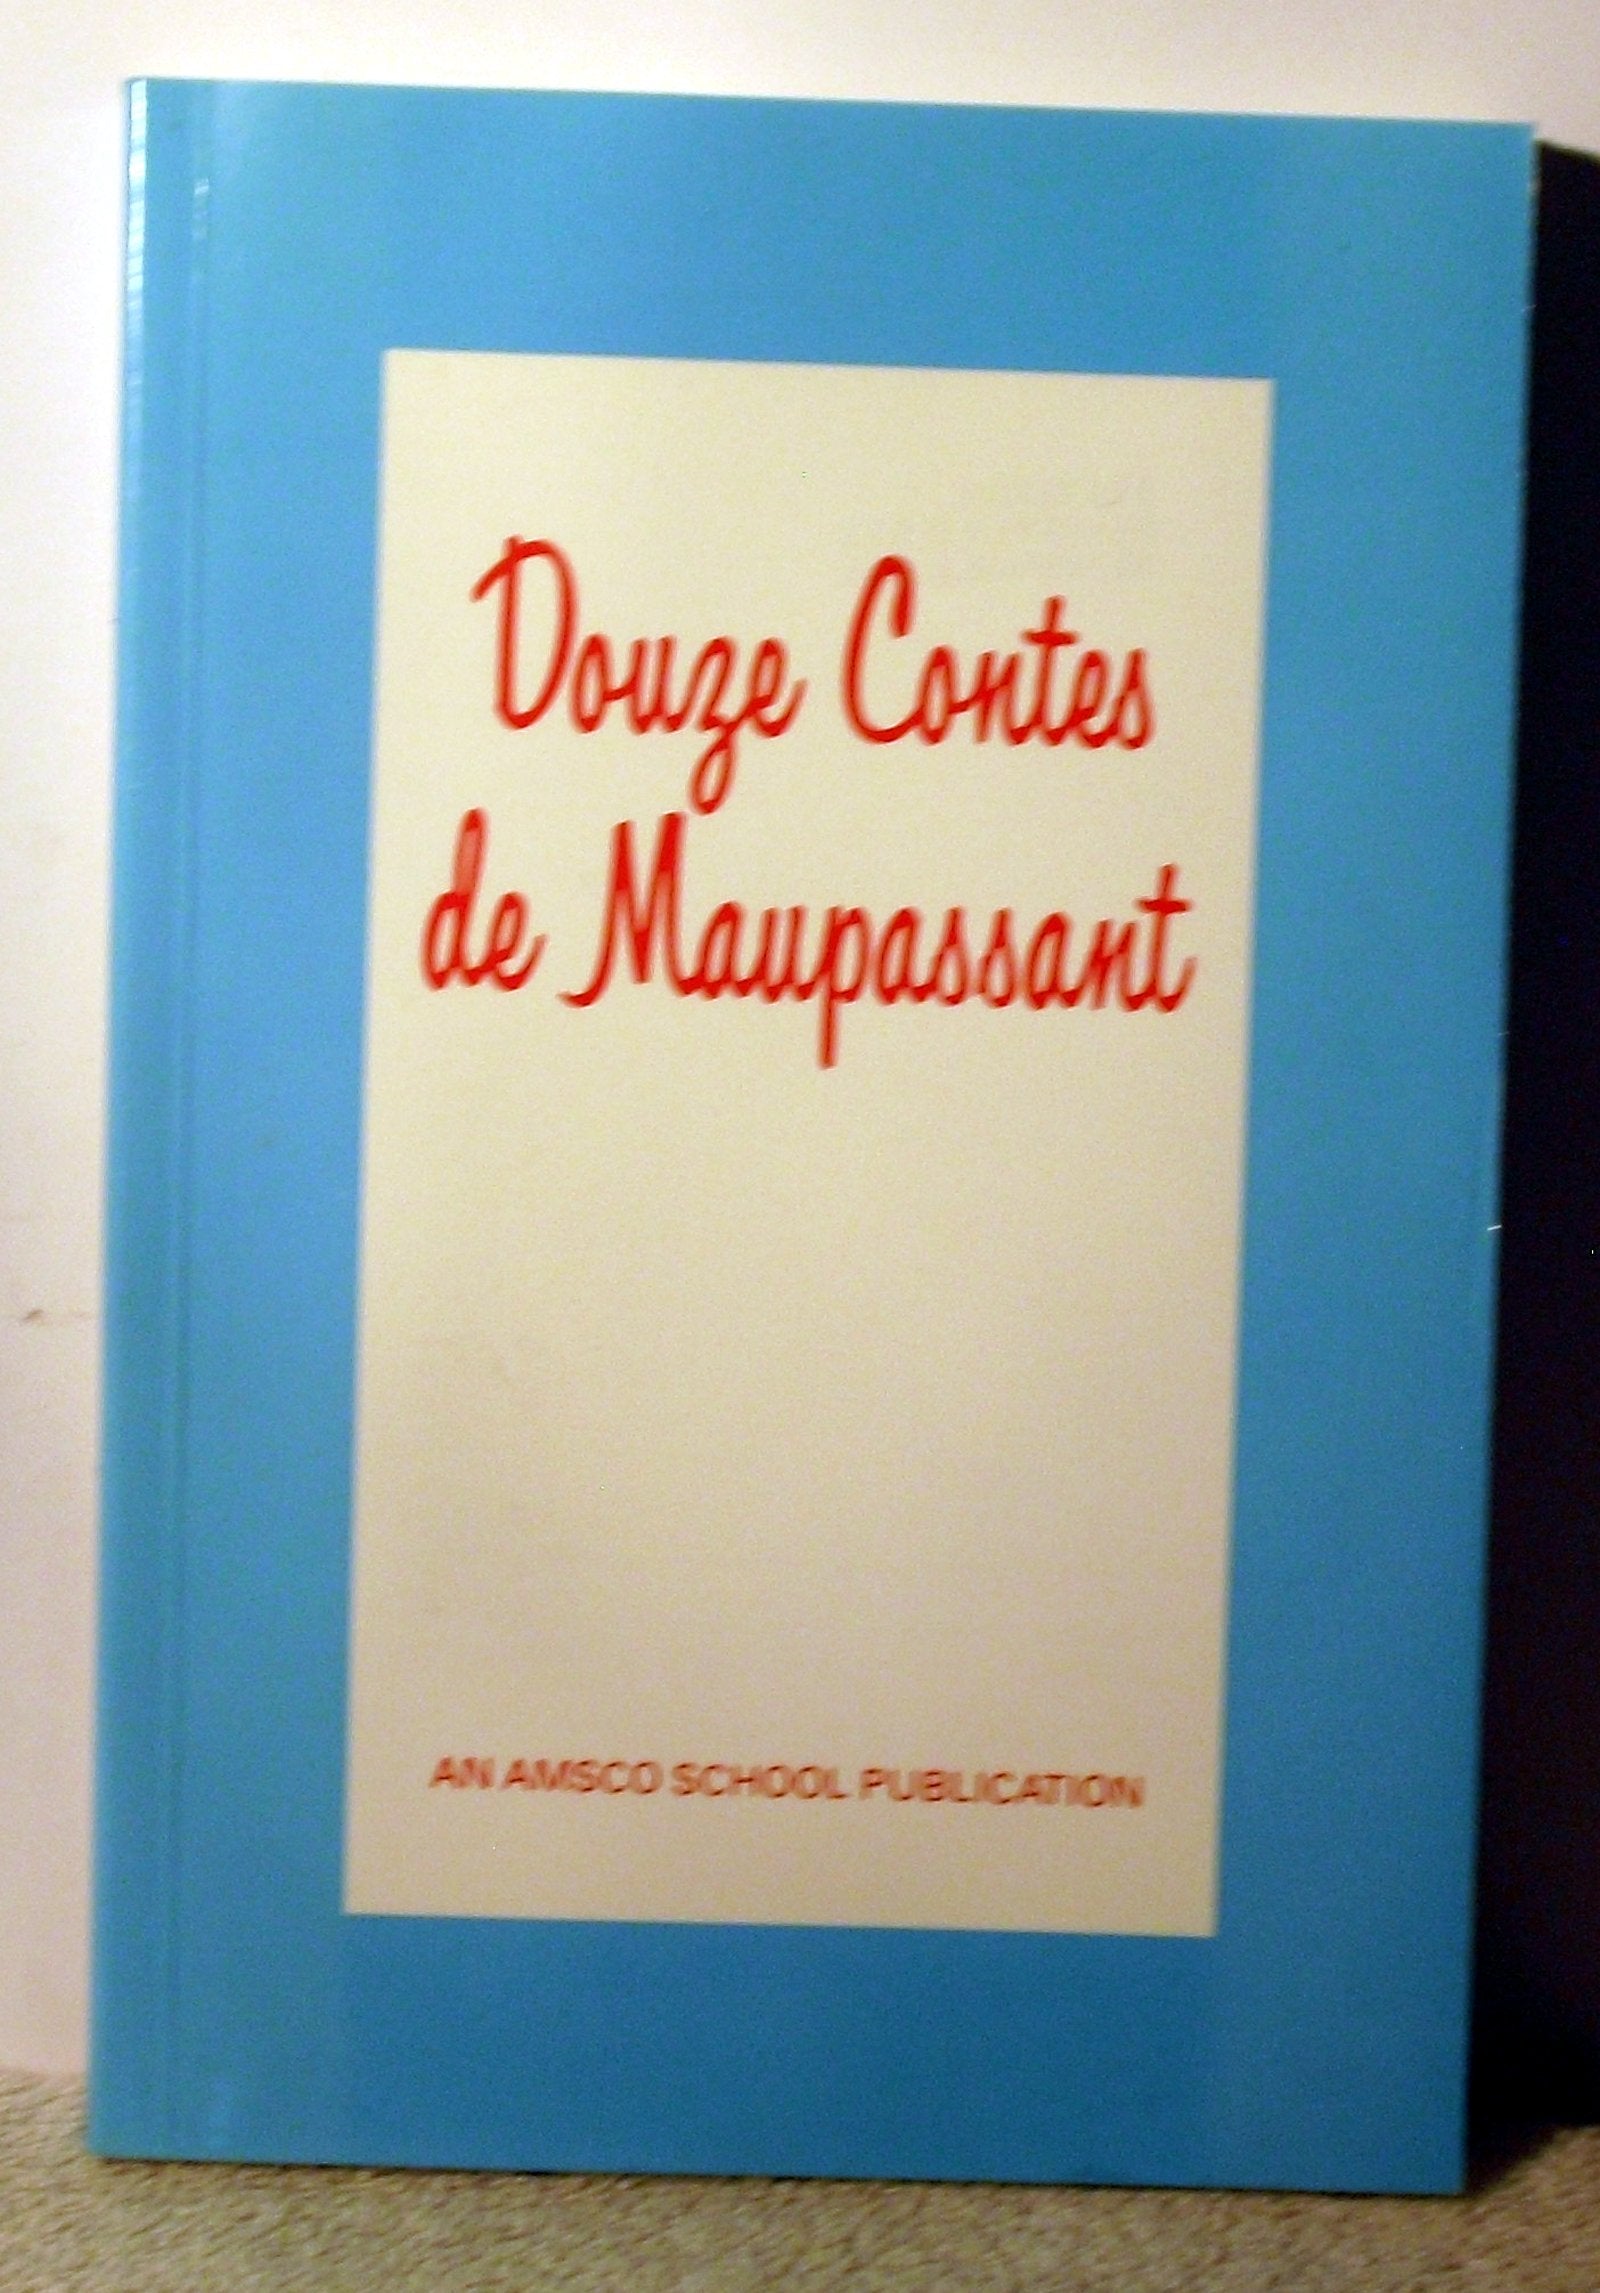 Douze Contes
de Maupassant
AN AMSCO SCHOOL PUBLICATION